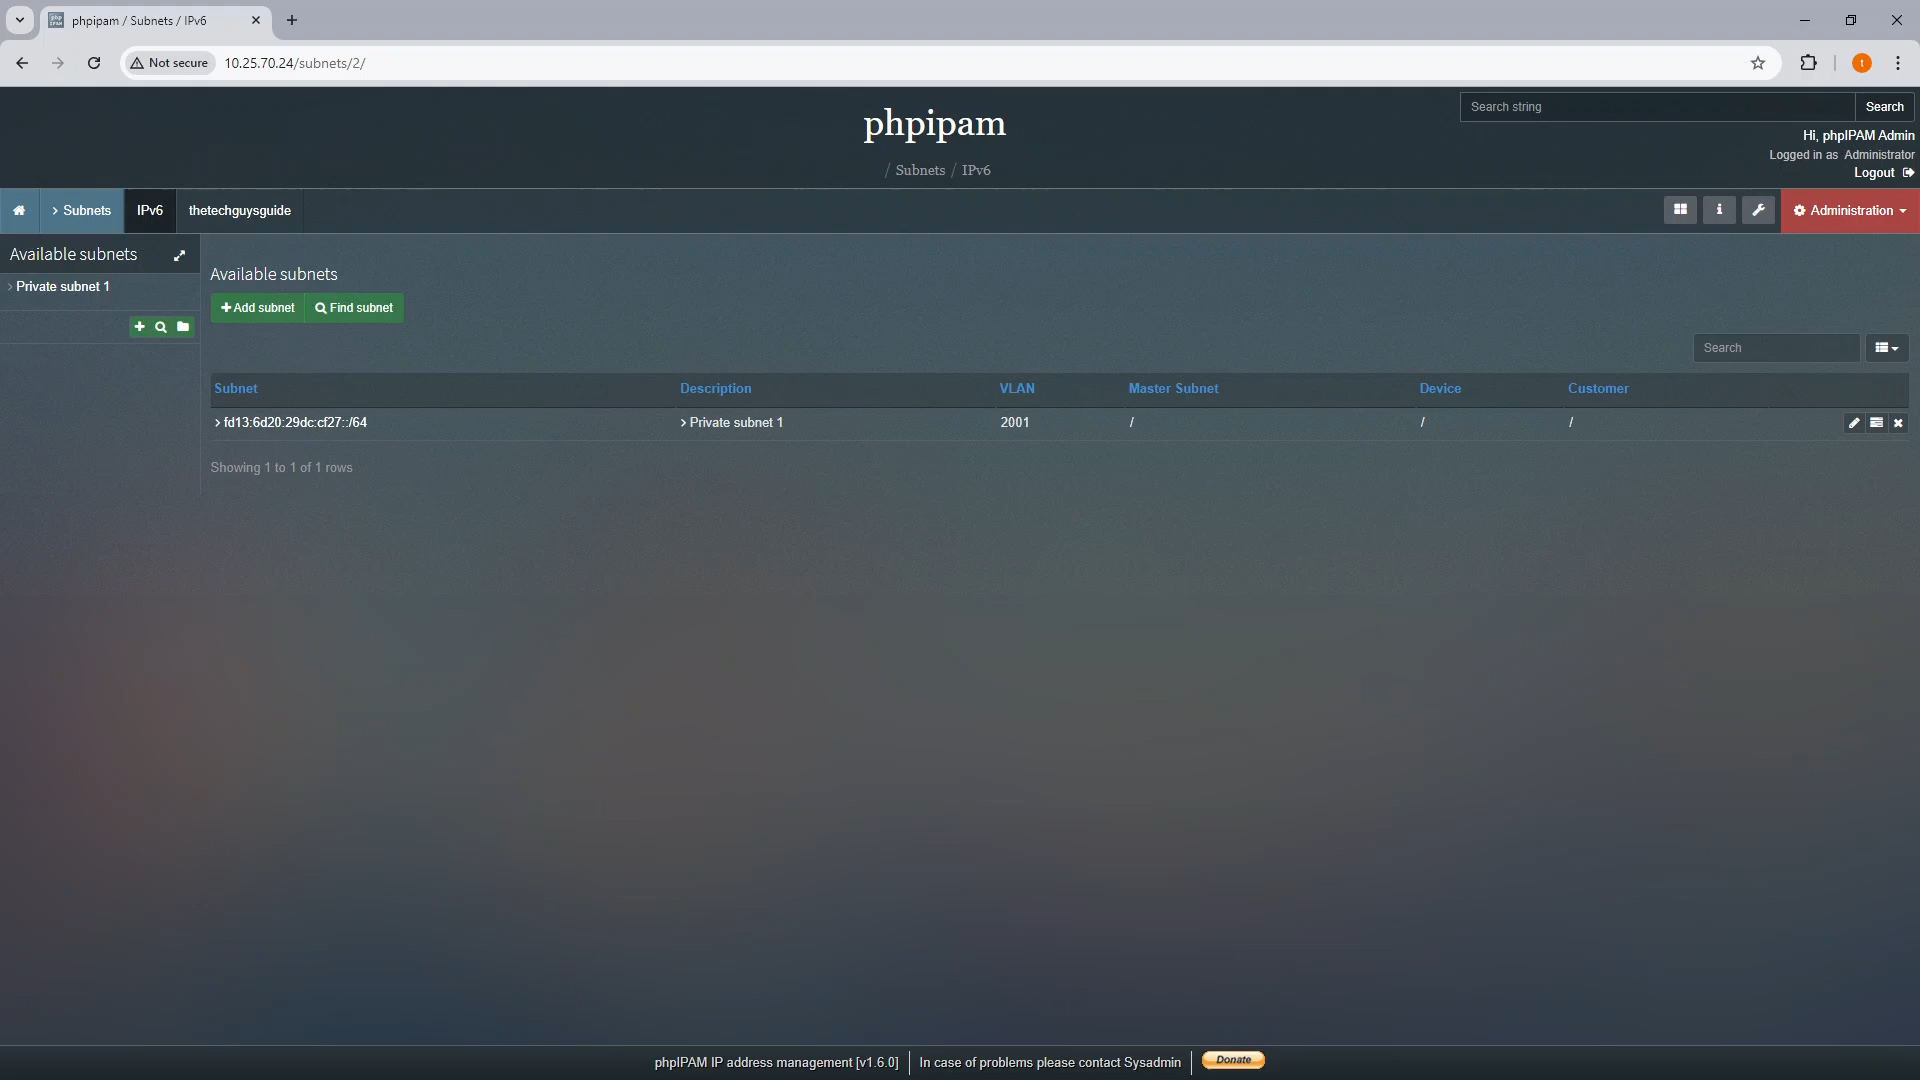 phpipam / Subnets / IPv6
Not secure
10.25.70.24/subnets/2/
t
phpipam
/ Subnets / IPv6
Search string
Search
Hi, phpIPAM Admin
Logged in as Administrator
Logout
> Subnets
IPv6
thetechguysguide
Administration
Available subnets
> Private subnet 1
Available subnets
+ Add subnet
Find subnet
Search
Subnet Description VLAN Master Subnet Device Customer
> fd13:6d20:29dc:cf27::/64 > Private subnet 1 2001 / / /
Showing 1 to 1 of 1 rows
phpIPAM IP address management [v1.6.0]
In case of problems please contact Sysadmin
Donate